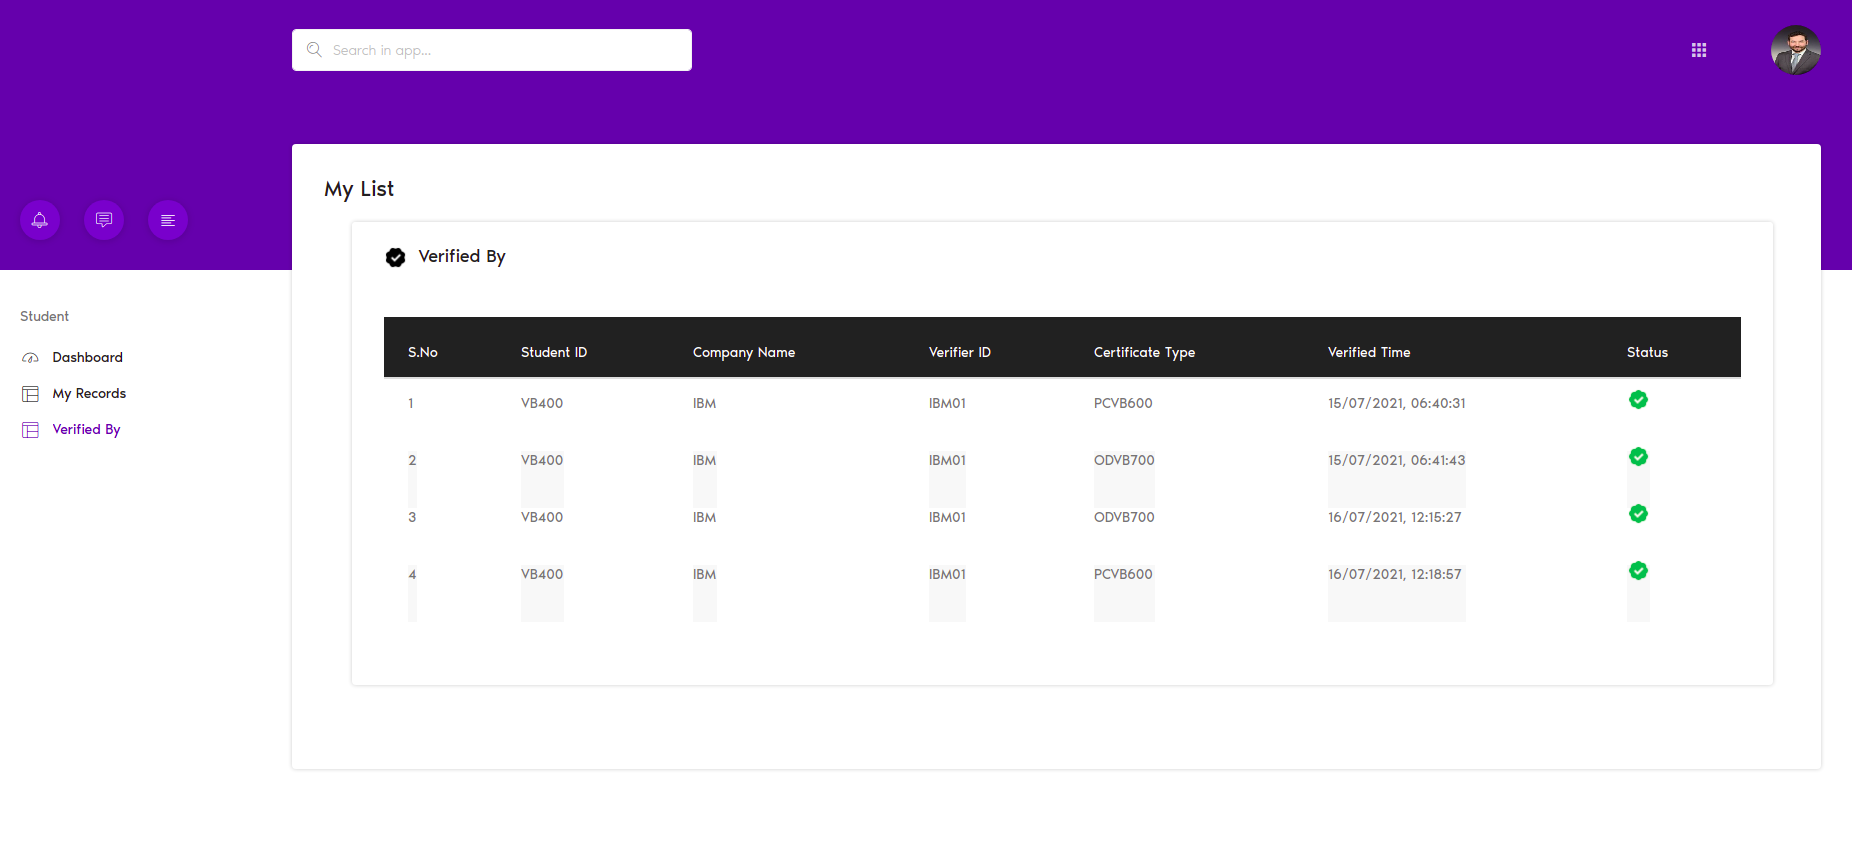 Search in app...
My List
Verified By
Student
Dashboard
My Records
Verified By
S.No Student ID Company Name Verifier ID Certificate Type Verified Time Status
1 VB400 IBM IBM01 PCVB600 15/07/2021, 06:40:31
2 VB400 IBM IBM01 ODVB700 15/07/2021, 06:41:43
3 VB400 IBM IBM01 ODVB700 16/07/2021, 12:15:27
4 VB400 IBM IBM01 PCVB600 16/07/2021, 12:18:57